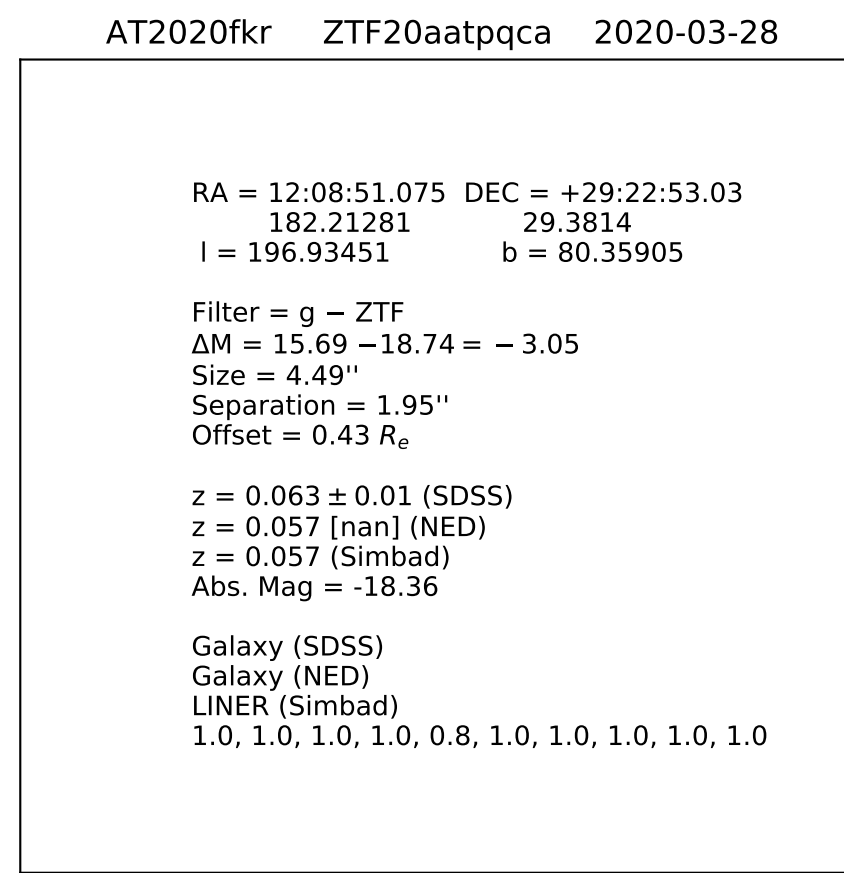 AT2020fkr ZTF20aatpqca 2020-03-28
RA = 12:08:51.075 DEC = +29:22:53.03
182.21281 29.3814
l = 196.93451 b = 80.35905
Filter = g − ZTF
ΔM = 15.69 −18.74 = − 3.05
Size = 4.49''
Separation = 1.95''
Offset = 0.43 Rₑ
z = 0.063 ± 0.01 (SDSS)
z = 0.057 [nan] (NED)
z = 0.057 (Simbad)
Abs. Mag = -18.36
Galaxy (SDSS)
Galaxy (NED)
LINER (Simbad)
1.0, 1.0, 1.0, 1.0, 0.8, 1.0, 1.0, 1.0, 1.0, 1.0